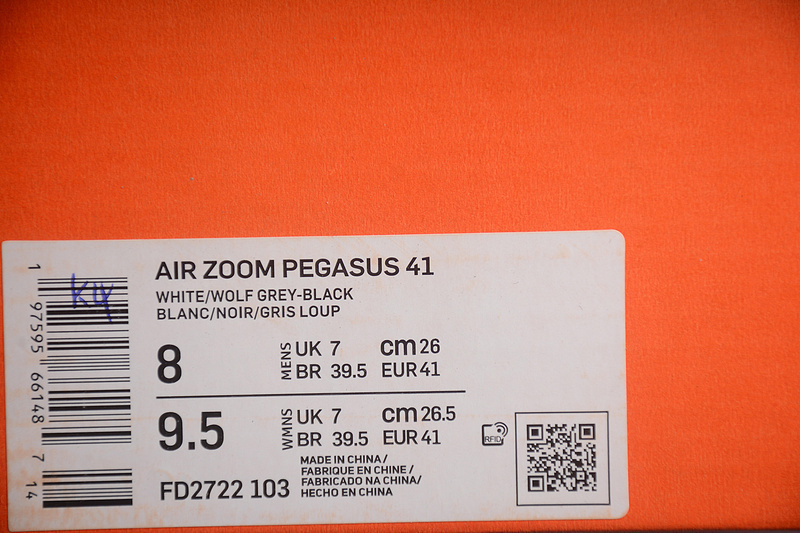 AIR ZOOM PEGASUS 41
WHITE/WOLF GREY-BLACK
BLANC/NOIR/GRIS LOUP
8 MENS UK 7 cm 26
BR 39.5 EUR 41
9.5 WMNS UK 7 cm 26.5
BR 39.5 EUR 41
FD2722 103
MADE IN CHINA /
FABRIQUE EN CHINE /
FABRICADO NA CHINA/
HECHO EN CHINA
RFID
1 97595 66148 7 14
K4